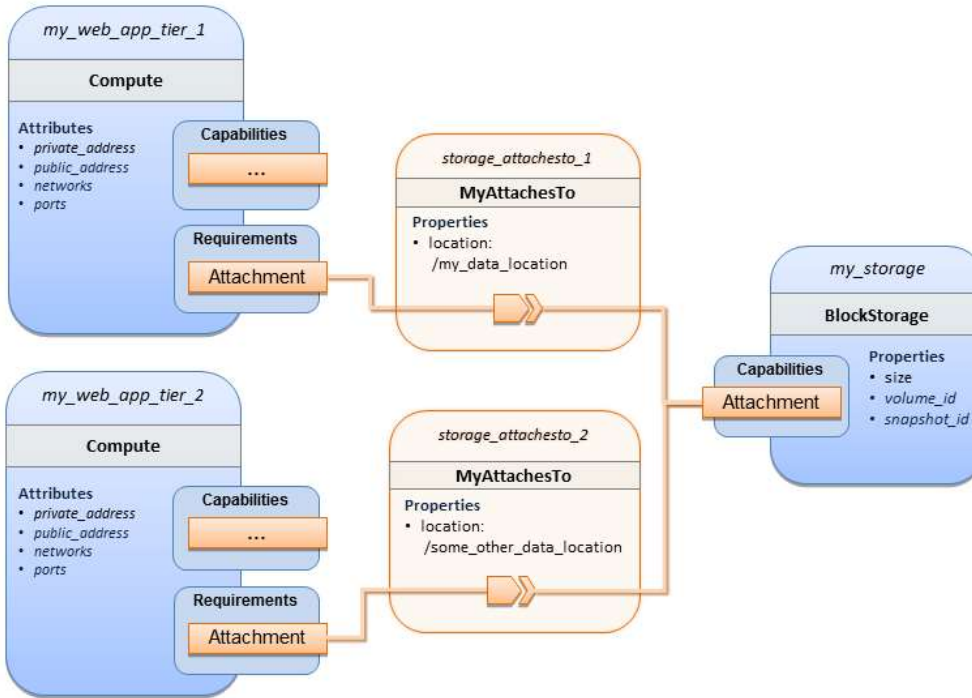 my_web_app_tier_1
Compute
Attributes
• private_address
• public_address
• networks
• ports
Capabilities
...
Requirements
Attachment
storage_attachesto_1
MyAttachesTo
Properties
• location:
/my_data_location
my_storage
BlockStorage
Properties
• size
• volume_id
• snapshot_id
Capabilities
Attachment
my_web_app_tier_2
Compute
Attributes
• private_address
• public_address
• networks
• ports
Capabilities
...
Requirements
Attachment
storage_attachesto_2
MyAttachesTo
Properties
• location:
/some_other_data_location